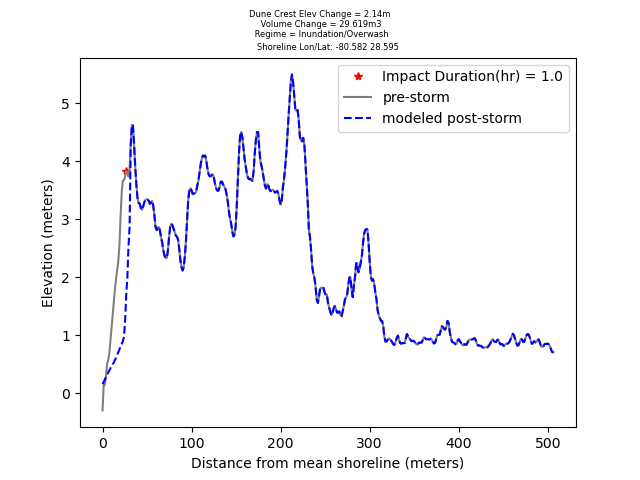 Dune Crest Elev Change = 2.14m
Volume Change = 29.619m3
Regime = Inundation/Overwash
Shoreline Lon/Lat: -80.582 28.595
Impact Duration(hr) = 1.0
pre-storm
modeled post-storm
Elevation (meters)
5
4
3
2
1
0
0 100 200 300 400 500
Distance from mean shoreline (meters)